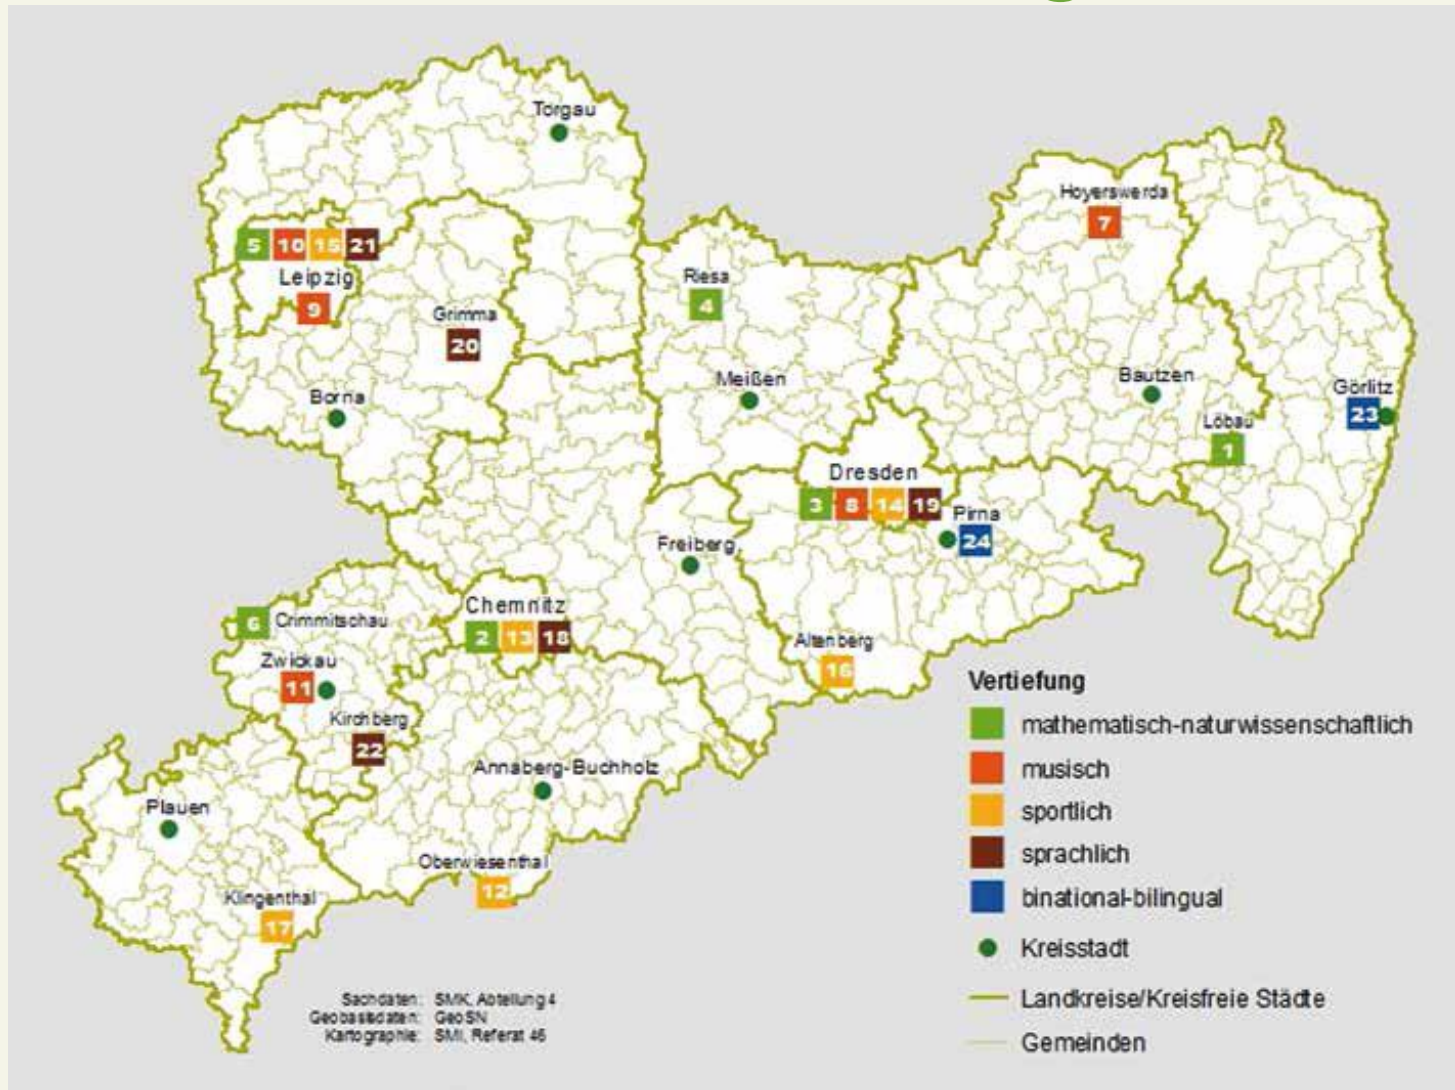 Torgau
Hoyerswerda
7
5 10 15 21
Leipzig
9
Riesa
4
Grimma
20
Meißen
Bautzen
Görlitz
23
Borna
Löbau
1
Dresden
3 8 14 19
Pirna
24
Freiberg
Chemnitz
2 13 18
6 Crimmitschau
Altenberg
16
Zwickau
11
Kirchberg
22
Annaberg-Buchholz
Plauen
Oberwiesenthal
12
Klingenthal
17
Vertiefung
mathematisch-naturwissenschaftlich
musisch
sportlich
sprachlich
binational-bilingual
Kreisstadt
Landkreise/Kreisfreie Städte
Gemeinden
Sachdaten: SMK, Abteilung 4
Geobasisdaten: GeoSN
Kartographie: SMI, Referat 46